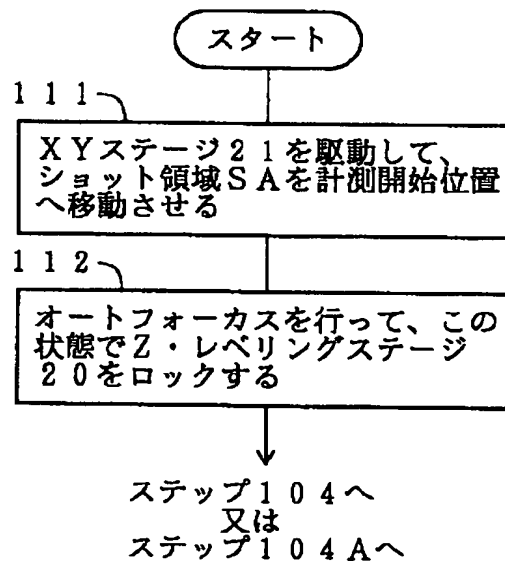 スタート
１１１
ＸＹステージ２１を駆動して、
ショット領域ＳＡを計測開始位置
へ移動させる
１１２
オートフォーカスを行って、この
状態でＺ・レベリングステージ
２０をロックする
ステップ１０４へ
又は
ステップ１０４Ａへ